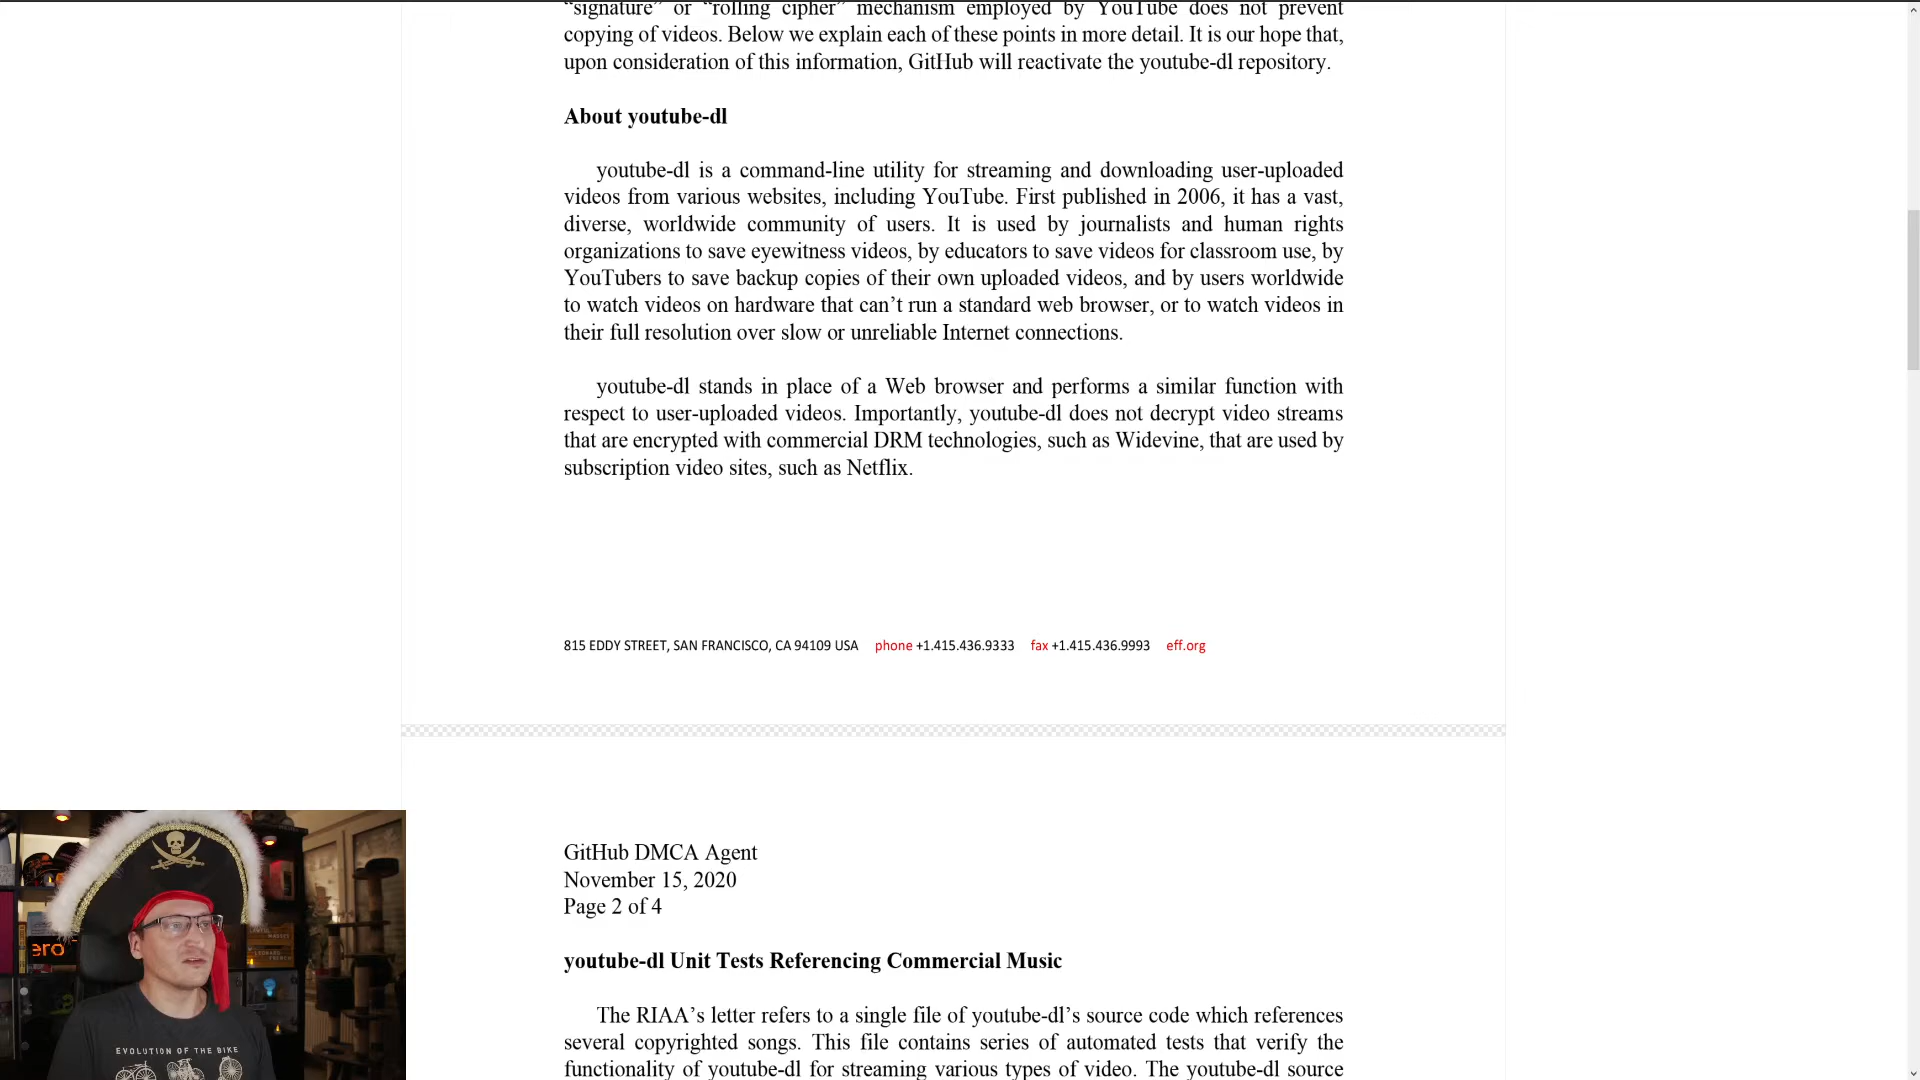 “signature” or “rolling cipher” mechanism employed by YouTube does not prevent
copying of videos. Below we explain each of these points in more detail. It is our hope that,
upon consideration of this information, GitHub will reactivate the youtube-dl repository.
About youtube-dl
youtube-dl is a command-line utility for streaming and downloading user-uploaded
videos from various websites, including YouTube. First published in 2006, it has a vast,
diverse, worldwide community of users. It is used by journalists and human rights
organizations to save eyewitness videos, by educators to save videos for classroom use, by
YouTubers to save backup copies of their own uploaded videos, and by users worldwide
to watch videos on hardware that can’t run a standard web browser, or to watch videos in
their full resolution over slow or unreliable Internet connections.
youtube-dl stands in place of a Web browser and performs a similar function with
respect to user-uploaded videos. Importantly, youtube-dl does not decrypt video streams
that are encrypted with commercial DRM technologies, such as Widevine, that are used by
subscription video sites, such as Netflix.
815 EDDY STREET, SAN FRANCISCO, CA 94109 USA phone +1.415.436.9333 fax +1.415.436.9993 eff.org
GitHub DMCA Agent
November 15, 2020
Page 2 of 4
youtube-dl Unit Tests Referencing Commercial Music
The RIAA’s letter refers to a single file of youtube-dl’s source code which references
several copyrighted songs. This file contains series of automated tests that verify the
functionality of youtube-dl for streaming various types of video. The youtube-dl source
ero
EVOLUTION OF THE BIKE